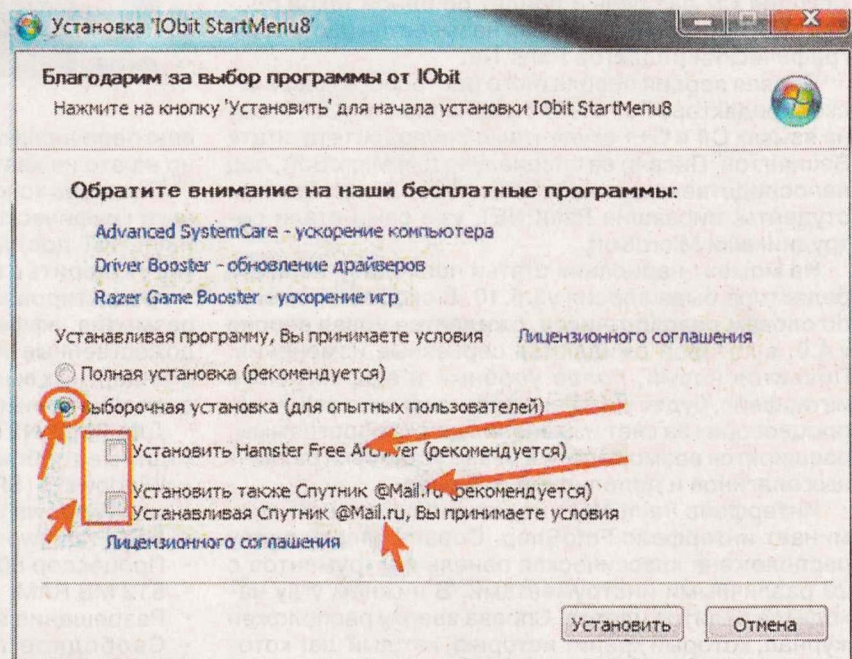 Установка 'IObit StartMenu8'
Благодарим за выбор программы от IObit
Нажмите на кнопку 'Установить' для начала установки IObit StartMenu8
Обратите внимание на наши бесплатные программы:
Advanced SystemCare - ускорение компьютера
Driver Booster - обновление драйверов
Razer Game Booster - ускорение игр
Устанавливая программу, Вы принимаете условия Лицензионного соглашения
Полная установка (рекомендуется)
Выборочная установка (для опытных пользователей)
Установить Hamster Free Archiver (рекомендуется)
Установить также Спутник @Mail.ru (рекомендуется)
Устанавливая Спутник @Mail.ru, Вы принимаете условия
Лицензионного соглашения
Установить Отмена